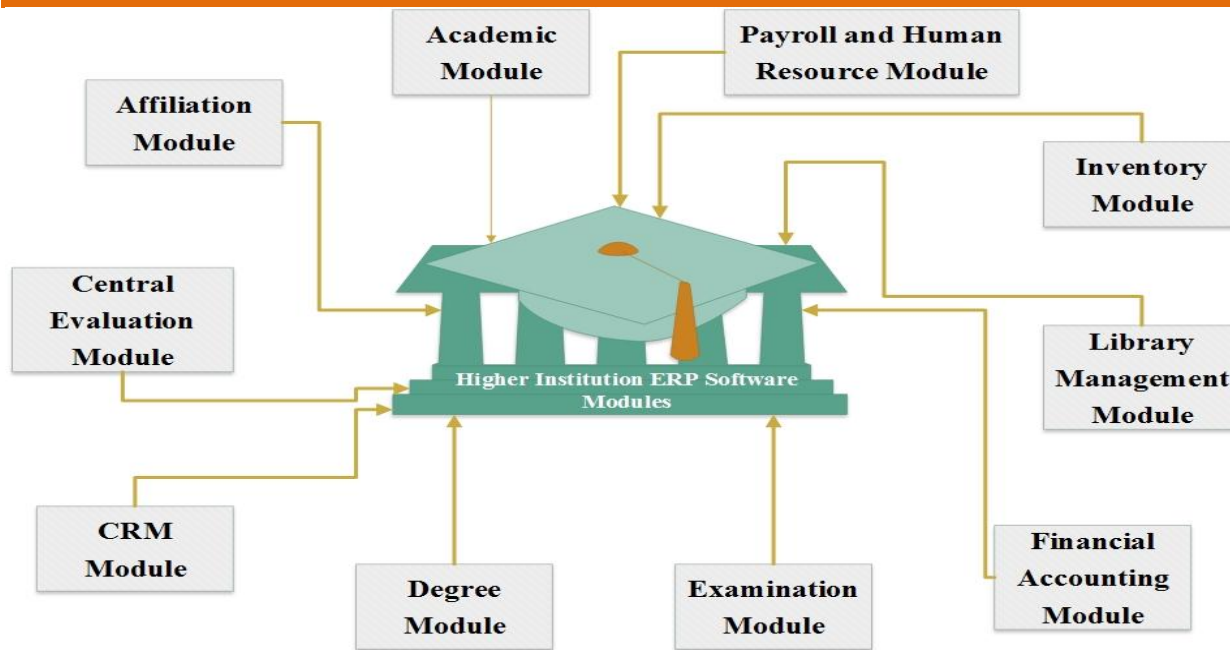 Academic
Module
Payroll and Human
Resource Module
Affiliation
Module
Inventory
Module
Central
Evaluation
Module
Higher Institution ERP Software
Modules
Library
Management
Module
CRM
Module
Degree
Module
Examination
Module
Financial
Accounting
Module